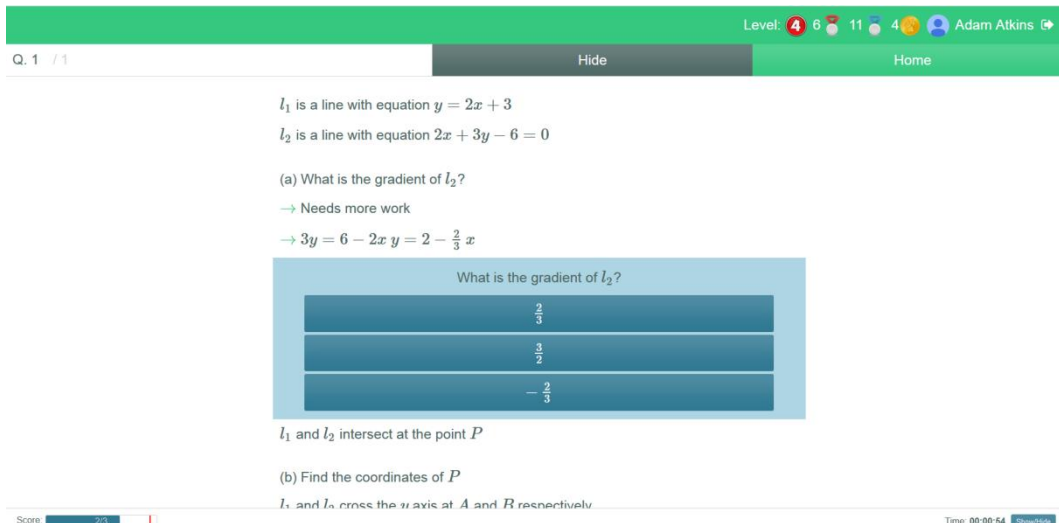 Level: 4 6 11 4 Adam Atkins
Q. 1 / 1 Hide Home
l₁ is a line with equation y = 2x + 3
l₂ is a line with equation 2x + 3y − 6 = 0
(a) What is the gradient of l₂?
→ Needs more work
→ 3y = 6 − 2x y = 2 − 2/3 x
What is the gradient of l₂?
2/3
3/2
− 2/3
l₁ and l₂ intersect at the point P
(b) Find the coordinates of P
l₁ and l₂ cross the y axis at A and B respectively
Score: 2/3 Time: 00:00:54 Show/Hide